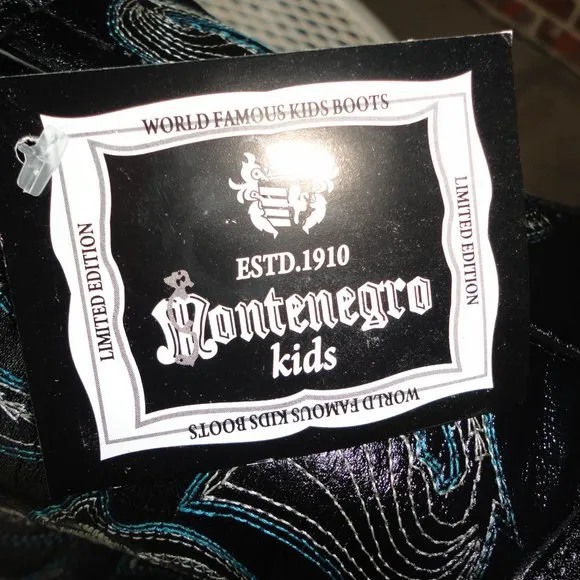 WORLD FAMOUS KIDS BOOTS
LIMITED EDITION
LIMITED EDITION
ESTD.1910
Montenegro
kids
WORLD FAMOUS KIDS BOOTS